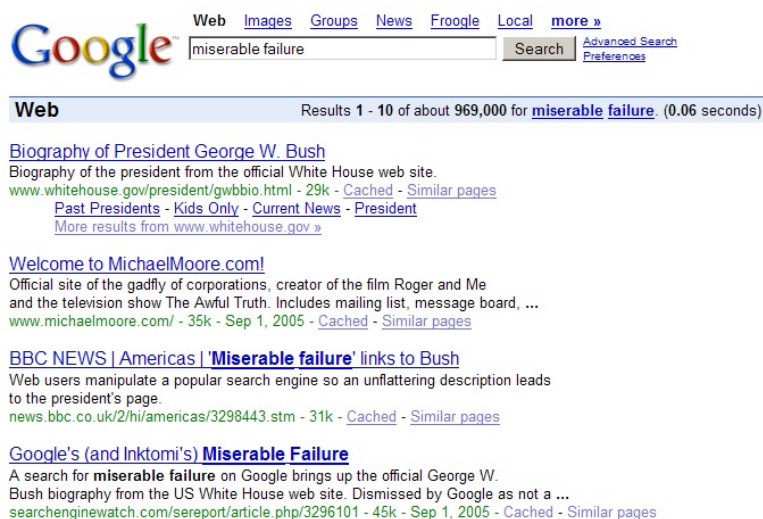 Web Images Groups News Froogle Local more »
Google™
miserable failure Search Advanced Search
Preferences
Web Results 1 - 10 of about 969,000 for miserable failure. (0.06 seconds)
Biography of President George W. Bush
Biography of the president from the official White House web site.
www.whitehouse.gov/president/gwbbio.html - 29k - Cached - Similar pages
Past Presidents - Kids Only - Current News - President
More results from www.whitehouse.gov »
Welcome to MichaelMoore.com!
Official site of the gadfly of corporations, creator of the film Roger and Me
and the television show The Awful Truth. Includes mailing list, message board, ...
www.michaelmoore.com/ - 35k - Sep 1, 2005 - Cached - Similar pages
BBC NEWS | Americas | 'Miserable failure' links to Bush
Web users manipulate a popular search engine so an unflattering description leads
to the president's page.
news.bbc.co.uk/2/hi/americas/3298443.stm - 31k - Cached - Similar pages
Google's (and Inktomi's) Miserable Failure
A search for miserable failure on Google brings up the official George W.
Bush biography from the US White House web site. Dismissed by Google as not a ...
searchenginewatch.com/sereport/article.php/3296101 - 45k - Sep 1, 2005 - Cached - Similar pages